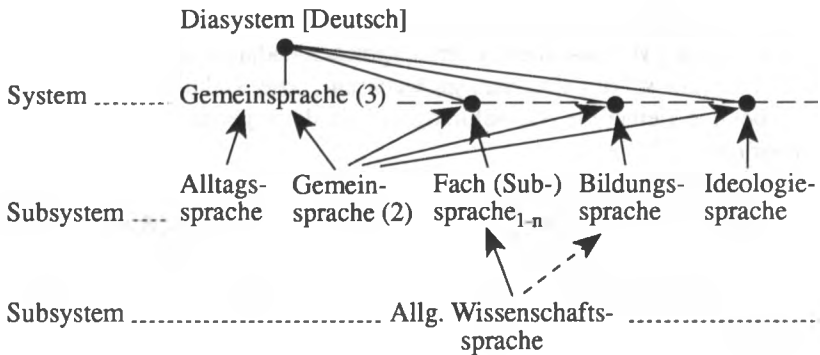 Diasystem [Deutsch]
System Gemeinsprache (3)
Alltags- Gemein- Fach (Sub-) Bildungs- Ideologie-
Subsystem sprache sprache (2) sprache1-n sprache sprache
Subsystem Allg. Wissenschafts-
sprache